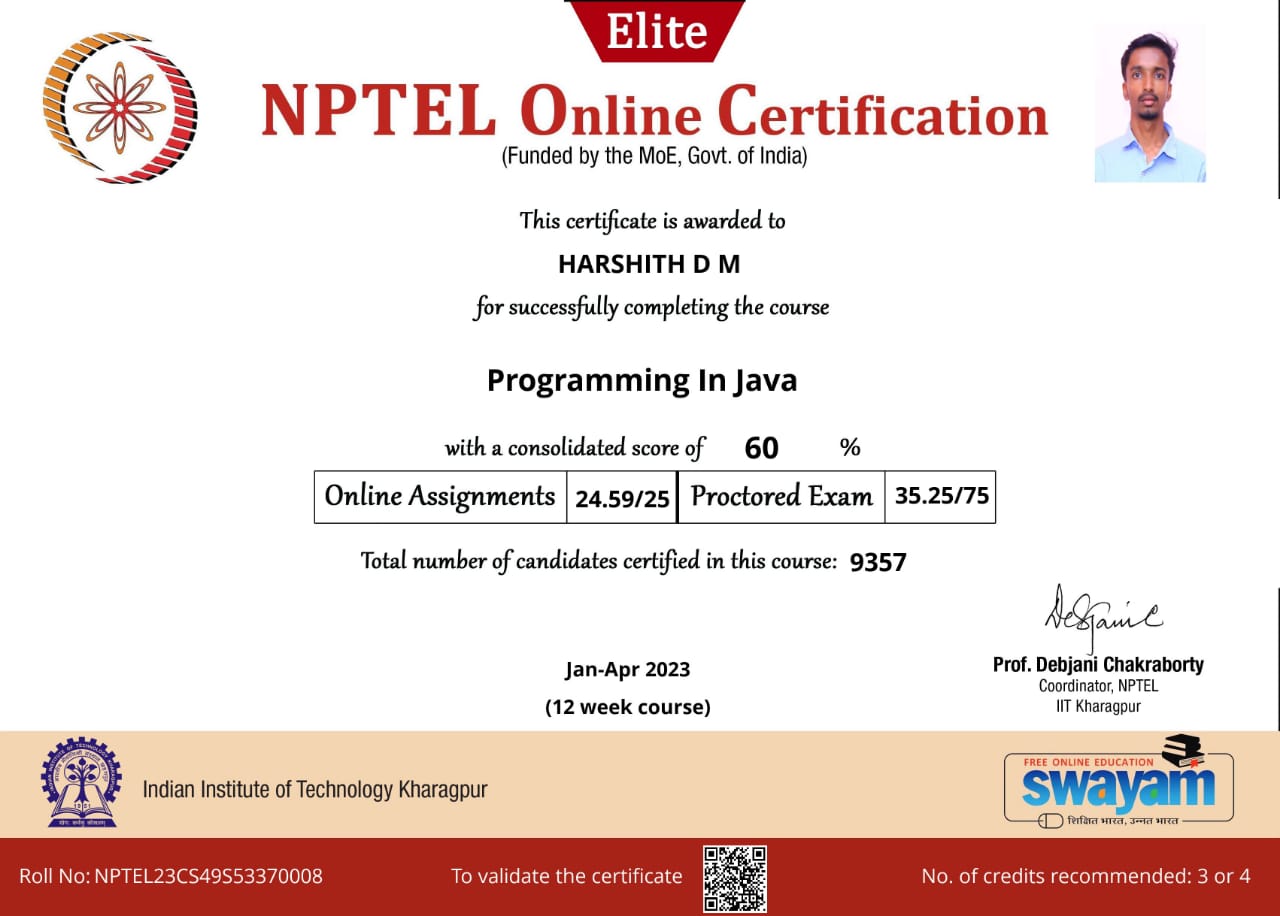 Elite
NPTEL Online Certification
(Funded by the MoE, Govt. of India)
This certificate is awarded to
HARSHITH D M
for successfully completing the course
Programming In Java
with a consolidated score of 60 %
Online Assignments 24.59/25 Proctored Exam 35.25/75
Total number of candidates certified in this course: 9357
Jan-Apr 2023
(12 week course)
Prof. Debjani Chakraborty
Coordinator, NPTEL
IIT Kharagpur
Indian Institute of Technology Kharagpur
FREE ONLINE EDUCATION
swayam
शिक्षित भारत, उन्नत भारत
Roll No: NPTEL23CS49S53370008
To validate the certificate
No. of credits recommended: 3 or 4